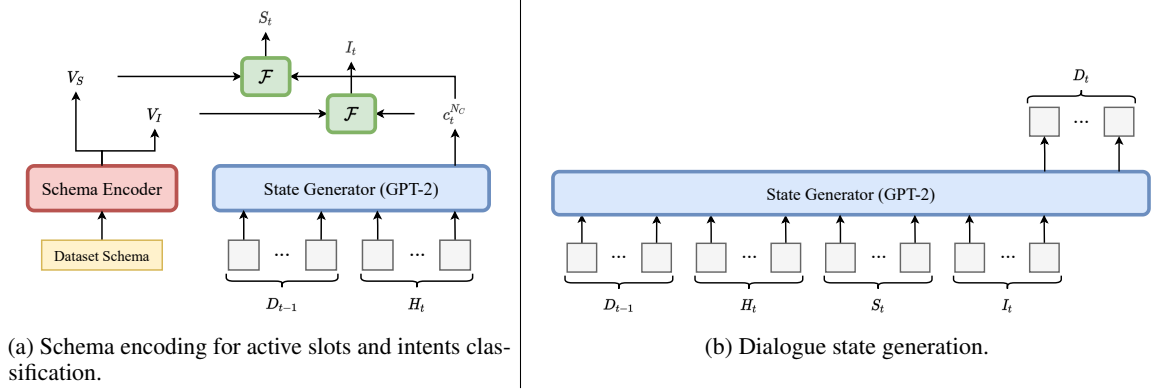 S_t
I_t
V_S
F
V_I
F
c_t^{N_C}
Schema Encoder
State Generator (GPT-2)
Dataset Schema
...
...
D_{t−1}
H_t
(a) Schema encoding for active slots and intents clas-
sification.
D_t
...
State Generator (GPT-2)
...
...
...
...
D_{t−1}
H_t
S_t
I_t
(b) Dialogue state generation.